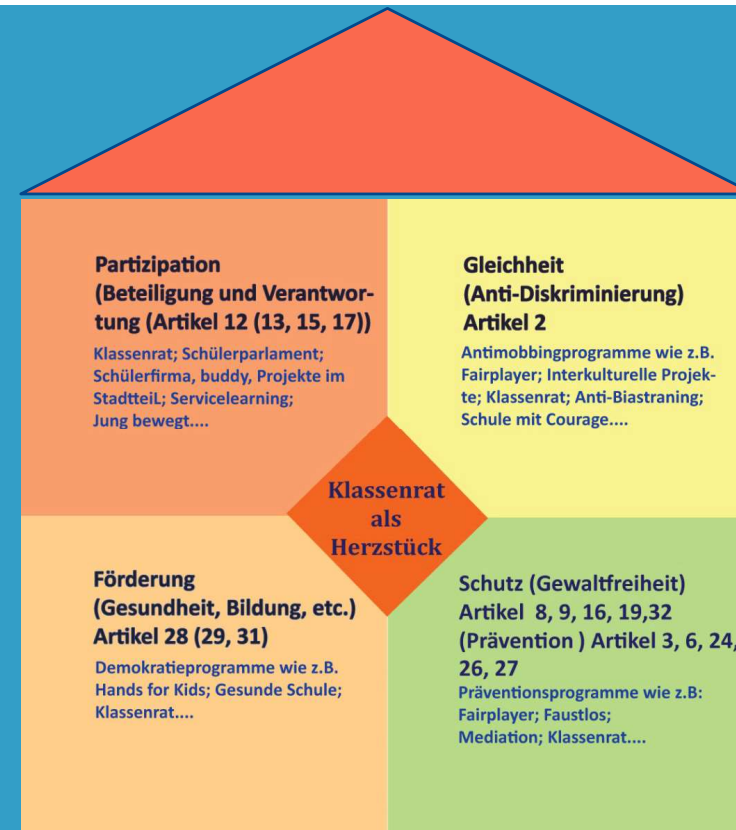 Partizipation
(Beteiligung und Verantwor-
tung (Artikel 12 (13, 15, 17))
Klassenrat; Schülerparlament;
Schülerfirma, buddy, Projekte im
StadtteiL; Servicelearning;
Jung bewegt....
Gleichheit
(Anti-Diskriminierung)
Artikel 2
Antimobbingprogramme wie z.B.
Fairplayer; Interkulturelle Projek-
te; Klassenrat; Anti-Biastraning;
Schule mit Courage....
Klassenrat
als
Herzstück
Förderung
(Gesundheit, Bildung, etc.)
Artikel 28 (29, 31)
Demokratieprogramme wie z.B.
Hands for Kids; Gesunde Schule;
Klassenrat....
Schutz (Gewaltfreiheit)
Artikel 8, 9, 16, 19,32
(Prävention ) Artikel 3, 6, 24,
26, 27
Präventionsprogramme wie z.B:
Fairplayer; Faustlos;
Mediation; Klassenrat....